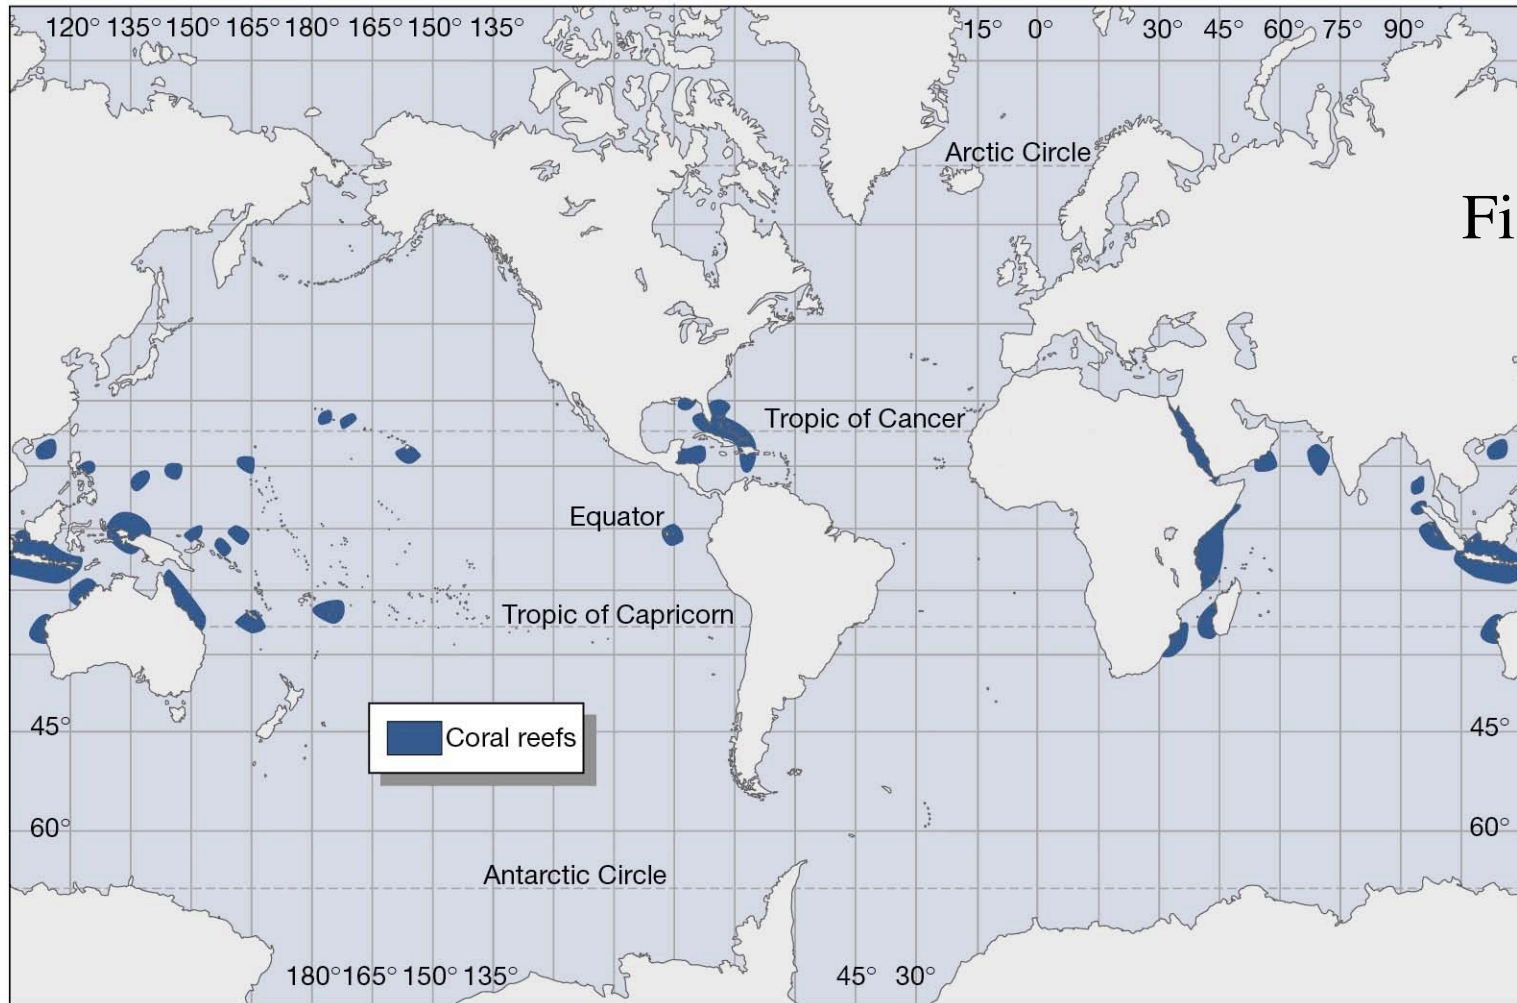 120° 135° 150° 165° 180° 165° 150° 135° 15° 0° 30° 45° 60° 75° 90°
Arctic Circle
Fi
Tropic of Cancer
Equator
Tropic of Capricorn
45° 45°
Coral reefs
60° 60°
Antarctic Circle
180° 165° 150° 135° 45° 30°